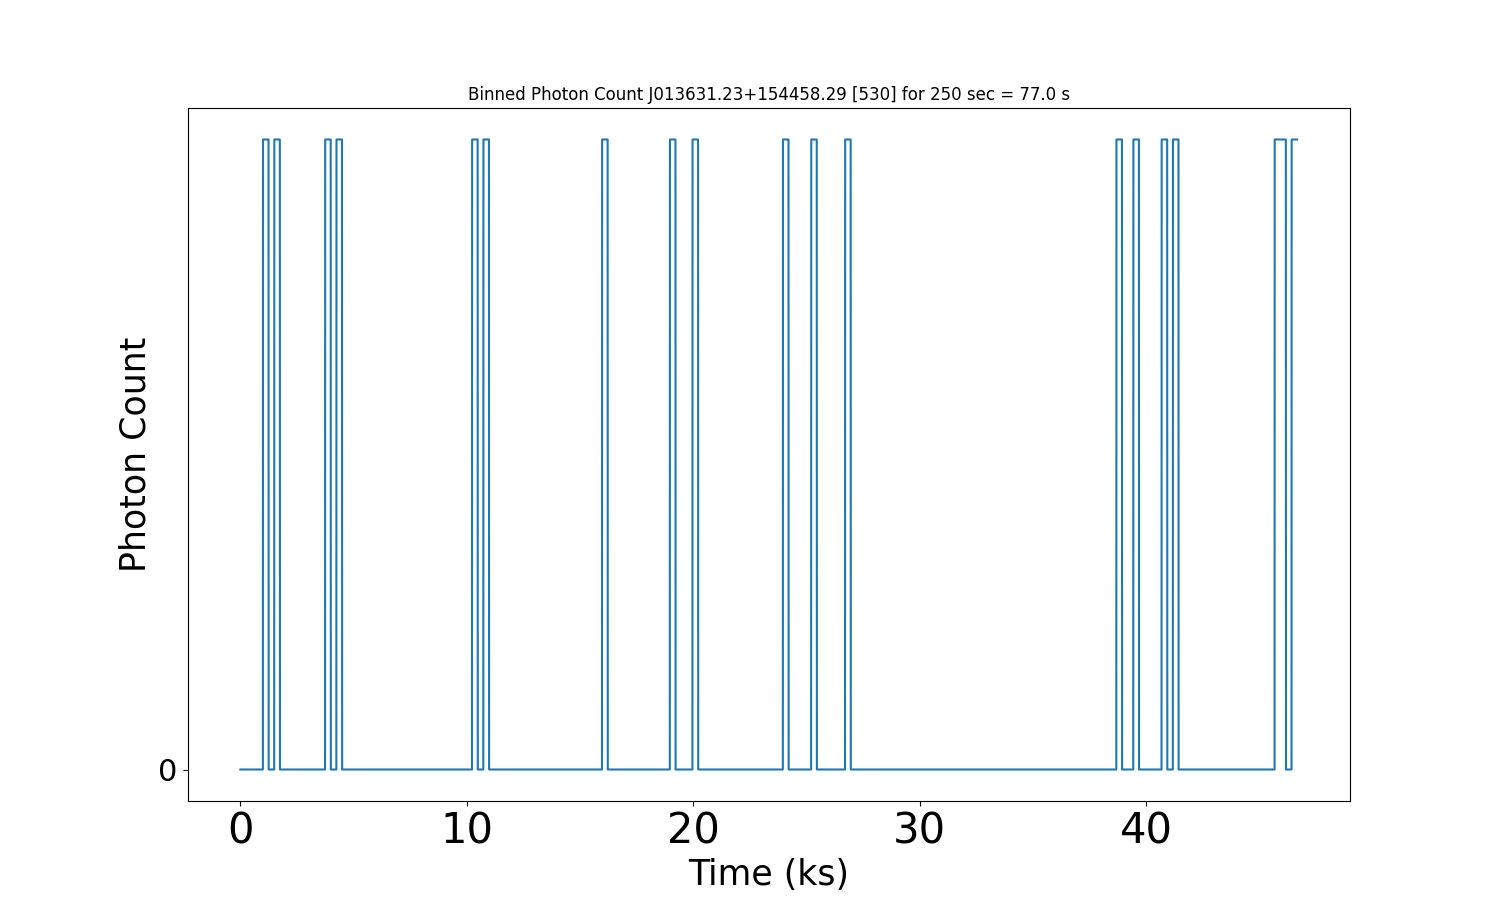 Binned Photon Count J013631.23+154458.29 [530] for 250 sec = 77.0 s
Photon Count
0
0 10 20 30 40
Time (ks)